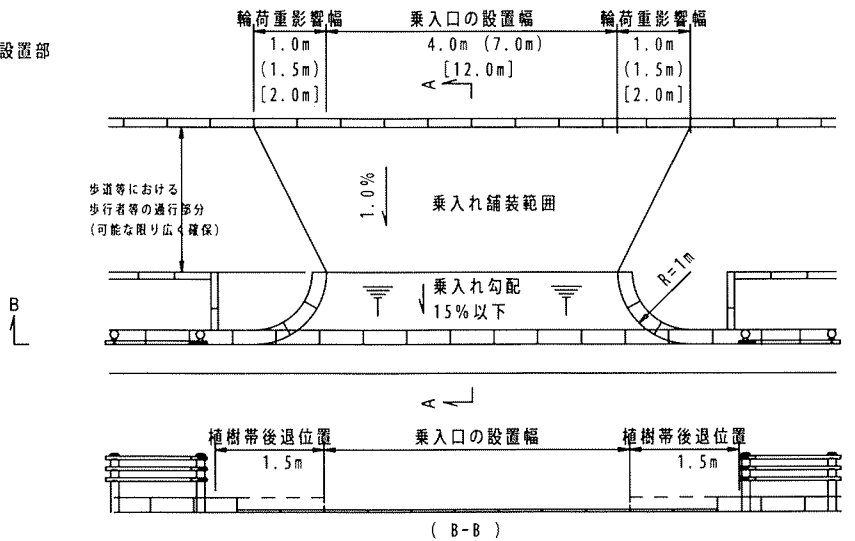 輪荷重影響幅 乗入口の設置幅 輪荷重影響幅
設置部
1.0m 4.0m (7.0m) 1.0m
(1.5m) [12.0m] (1.5m)
[2.0m] [2.0m]
A
歩道等における
歩行者等の通行部分
(可能な限り広く確保)
1.0%
乗入れ舗装範囲
R=1m
乗入れ勾配
15%以下
B
A
植樹帯後退位置 乗入口の設置幅 植樹帯後退位置
1.5m 1.5m
( B-B )